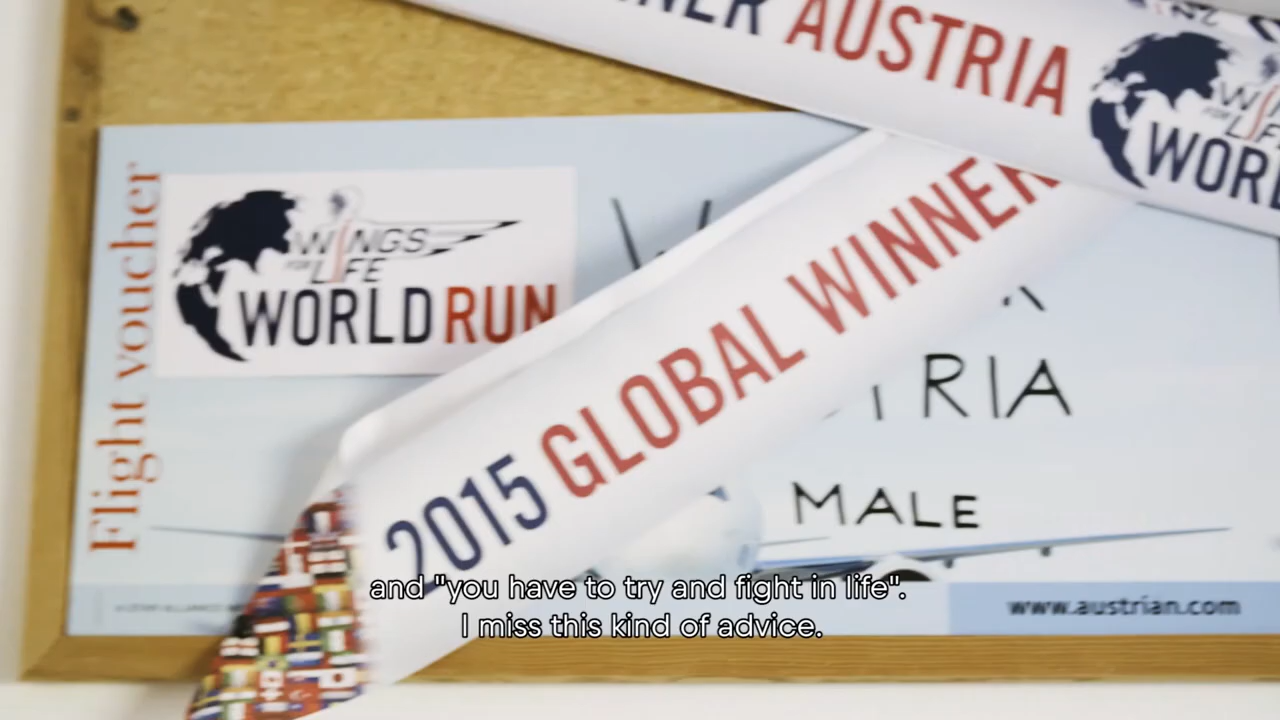 AUSTRIA
WINGS
FOR LIFE
WORLD
Flight voucher
WINGS
FOR LIFE
WORLD RUN
2015 GLOBAL WINNER
MALE
and "you have to try and fight in life".
I miss this kind of advice.
www.austrian.com